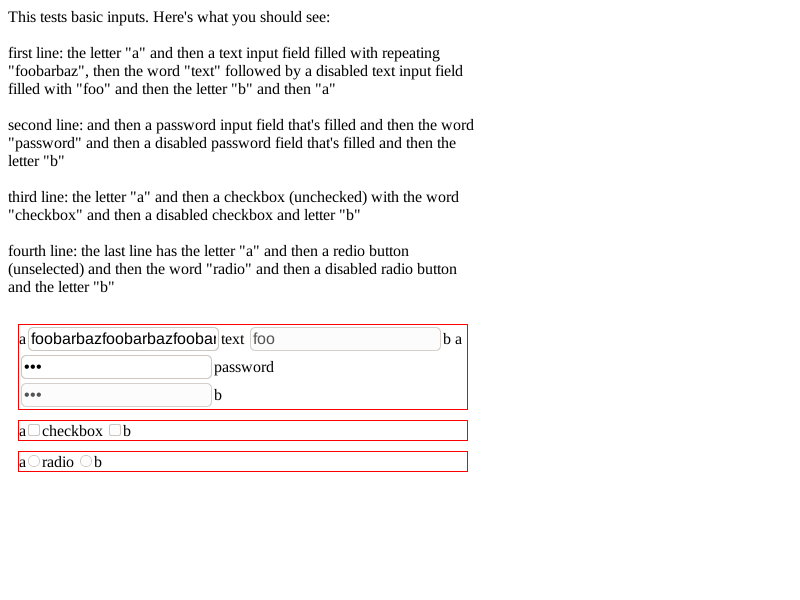 This tests basic inputs. Here's what you should see:
first line: the letter "a" and then a text input field filled with repeating
"foobarbaz", then the word "text" followed by a disabled text input field
filled with "foo" and then the letter "b" and then "a"
second line: and then a password input field that's filled and then the word
"password" and then a disabled password field that's filled and then the
letter "b"
third line: the letter "a" and then a checkbox (unchecked) with the word
"checkbox" and then a disabled checkbox and letter "b"
fourth line: the last line has the letter "a" and then a redio button
(unselected) and then the word "radio" and then a disabled radio button
and the letter "b"
a foobarbazfoobarbazfoobar text foo b a
••• password
••• b
a checkbox b
a radio b